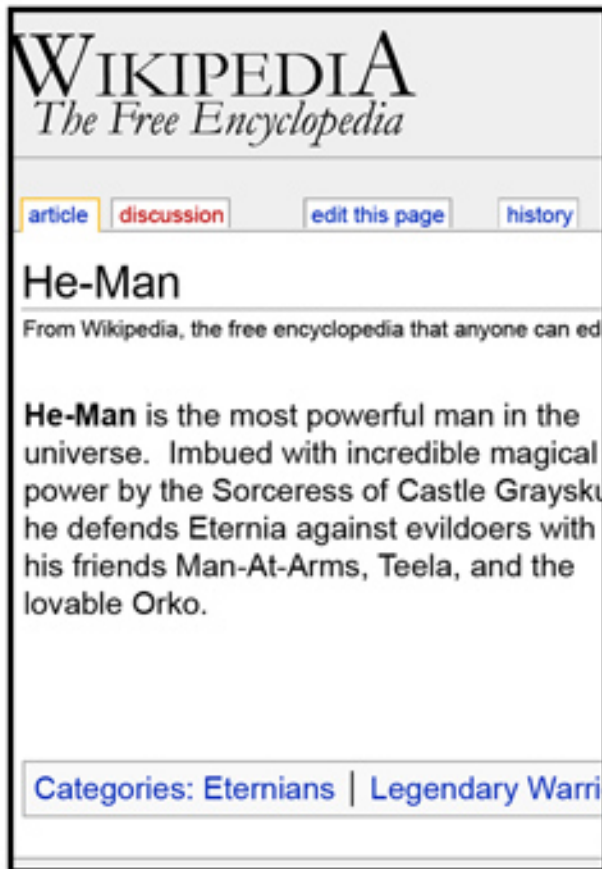 WIKIPEDIA
The Free Encyclopedia
article discussion edit this page history
He-Man
From Wikipedia, the free encyclopedia that anyone can ed
He-Man is the most powerful man in the
universe. Imbued with incredible magical
power by the Sorceress of Castle Graysku
he defends Eternia against evildoers with
his friends Man-At-Arms, Teela, and the
lovable Orko.
Categories: Eternians | Legendary Warri